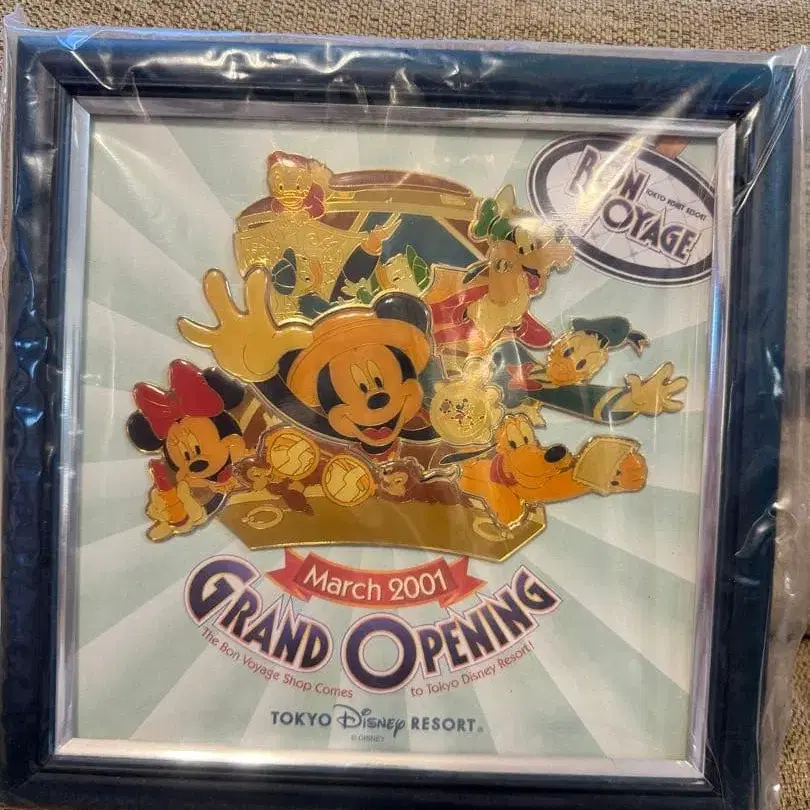 BON
TOKYO DISNEY RESORT
VOYAGE
March 2001
GRAND OPENING
The Bon Voyage Shop Comes to Tokyo Disney Resort!
TOKYO Disney RESORT®
© DISNEY